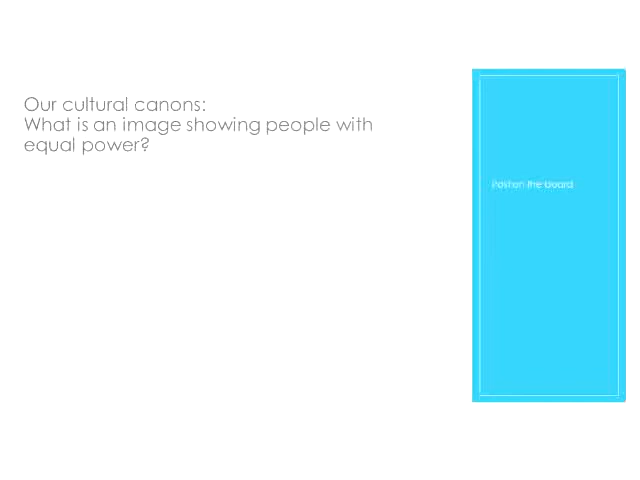 Our cultural canons:
What is an image showing people with
equal power?
Post on the board